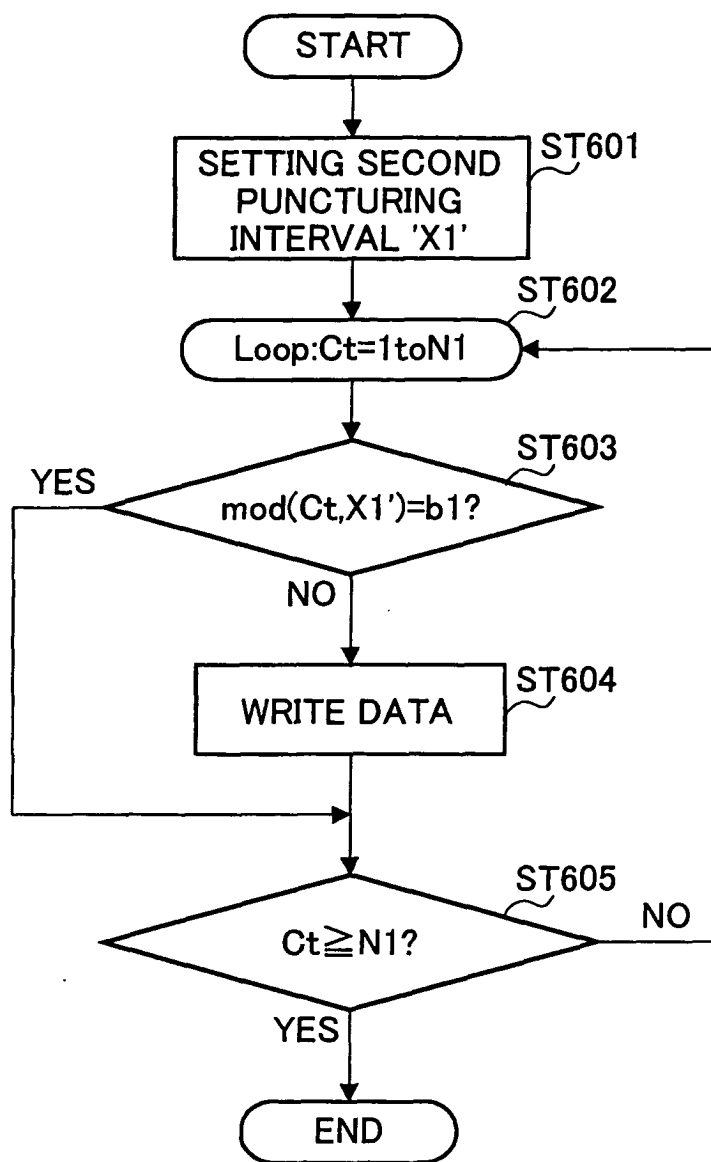 START
ST601
SETTING SECOND
PUNCTURING
INTERVAL 'X1'
ST602
Loop:Ct=1toN1
ST603
YES
mod(Ct,X1')=b1?
NO
ST604
WRITE DATA
ST605
Ct≧N1?
NO
YES
END